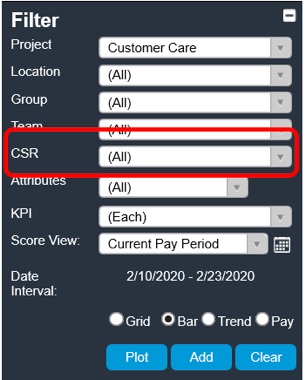 Filter
Project Customer Care
Location (All)
Group (All)
Team (All)
CSR (All)
Attributes (All)
KPI (Each)
Score View: Current Pay Period
Date 2/10/2020 - 2/23/2020
Interval:
Grid Bar Trend Pay
Plot Add Clear